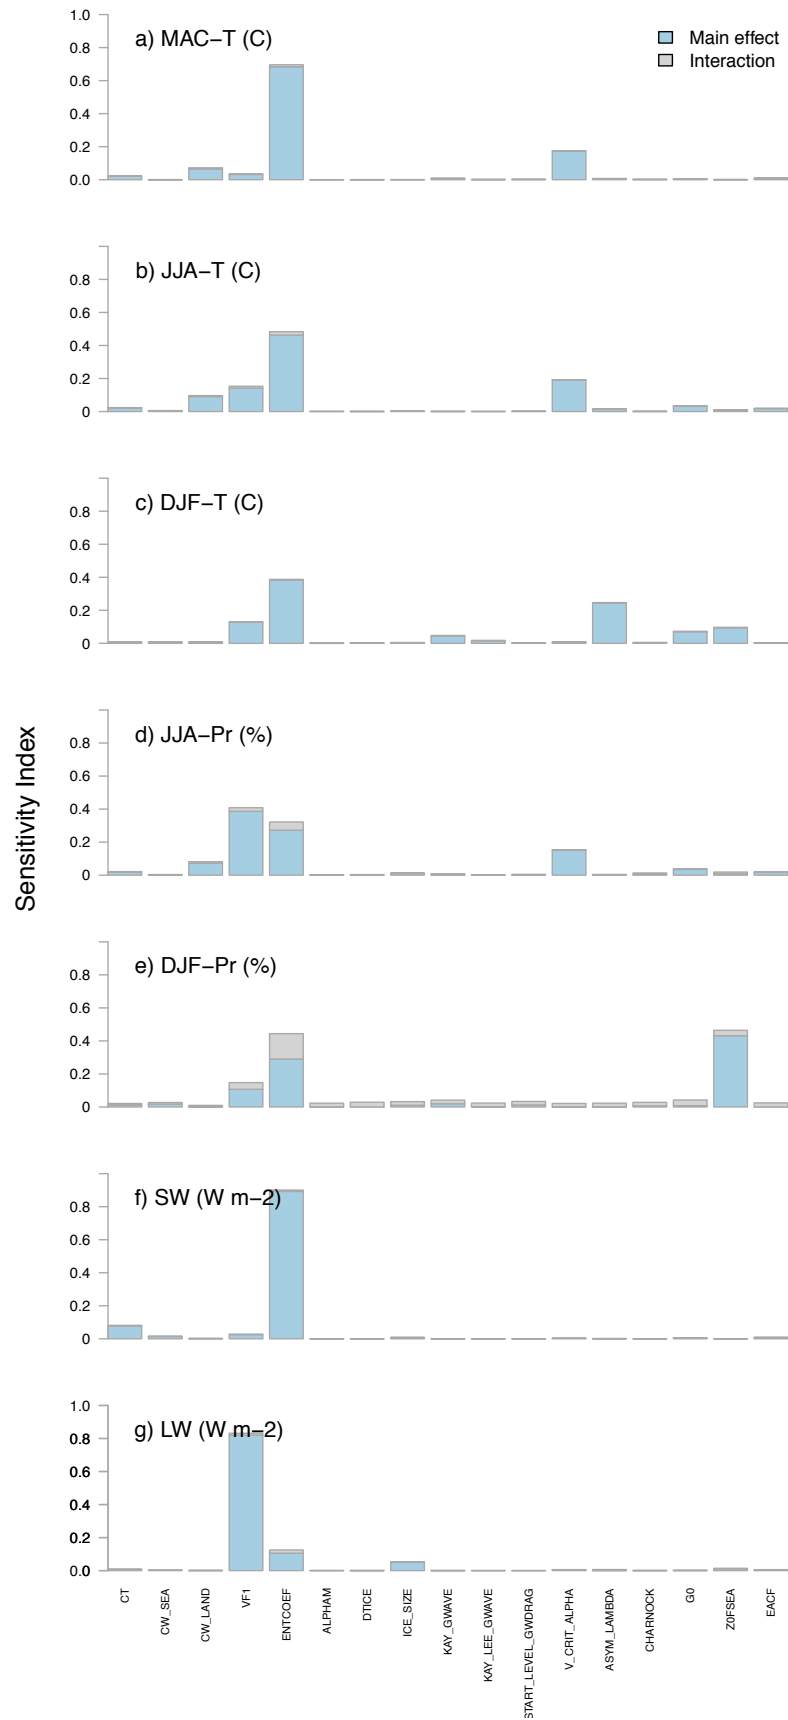 a) MAC−T (C)
Main effect
Interaction
1.0
0.8
0.6
0.4
0.2
0.0
b) JJA−T (C)
0.8
0.6
0.4
0.2
0
c) DJF−T (C)
0.8
0.6
0.4
0.2
0
d) JJA−Pr (%)
0.8
0.6
0.4
0.2
0
Sensitivity Index
e) DJF−Pr (%)
0.8
0.6
0.4
0.2
0
f) SW (W m−2)
0.8
0.6
0.4
0.2
0
g) LW (W m−2)
1.0
0.8
0.6
0.4
0.2
0.0
CT
CW_SEA
CW_LAND
VF1
ENTCOEF
ALPHAM
DTICE
ICE_SIZE
KAY_GWAVE
KAY_LEE_GWAVE
START_LEVEL_GWDRAG
V_CRIT_ALPHA
ASYM_LAMBDA
CHARNOCK
G0
Z0FSEA
EACF